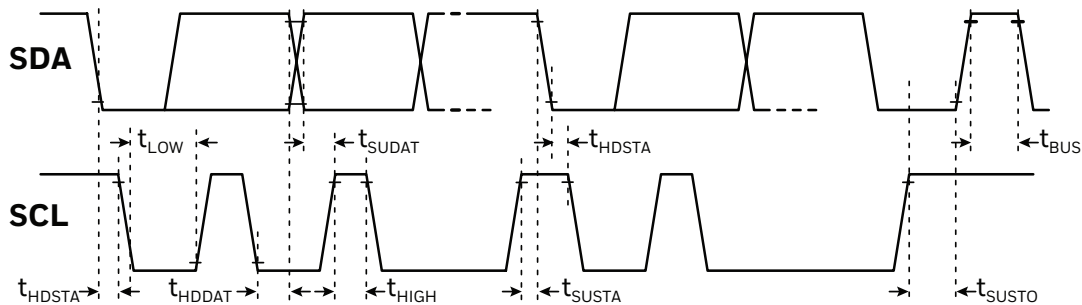 SDA
tLOW tSUDAT tHDSTA tBUS
SCL
tHDSTA tHDDAT tHIGH tSUSTA tSUSTO